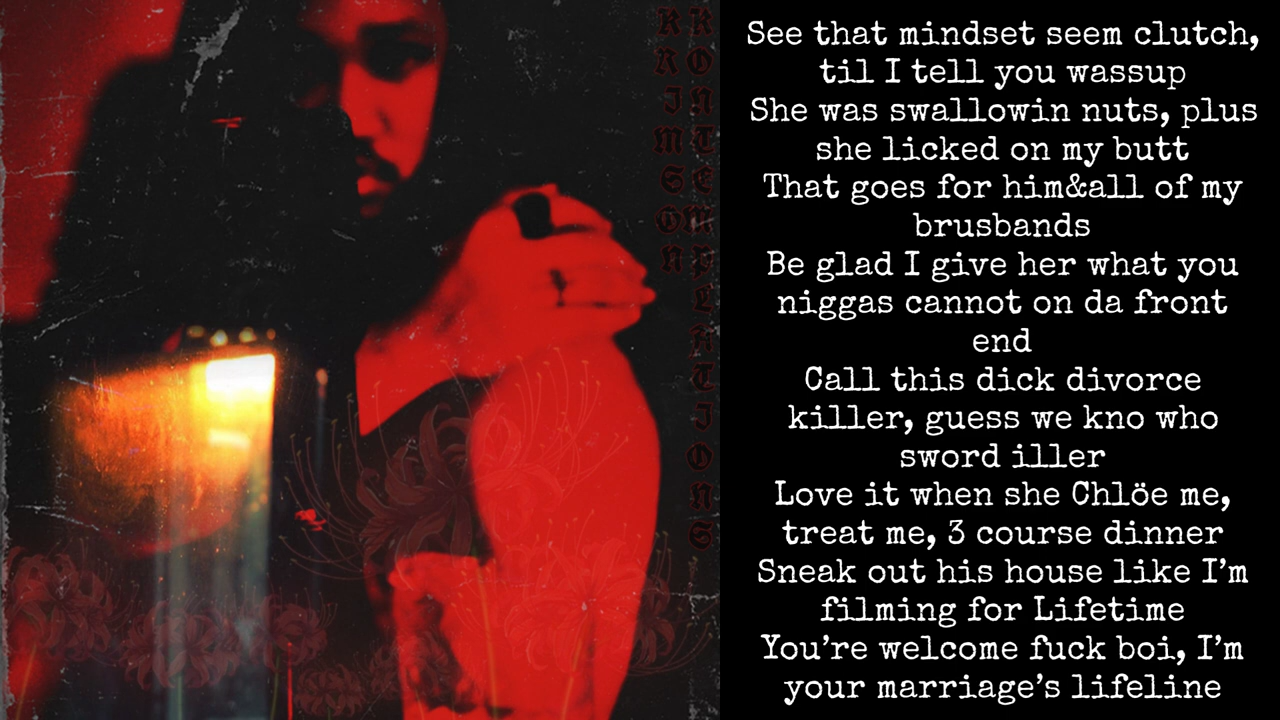 KRIMSON
KONTEMPLATIONS
See that mindset seem clutch,
til I tell you wassup
She was swallowin nuts, plus
she licked on my butt
That goes for him&all of my
brusbands
Be glad I give her what you
niggas cannot on da front
end
Call this dick divorce
killer, guess we kno who
sword iller
Love it when she Chlöe me,
treat me, 3 course dinner
Sneak out his house like I’m
filming for Lifetime
You’re welcome fuck boi, I’m
your marriage’s lifeline